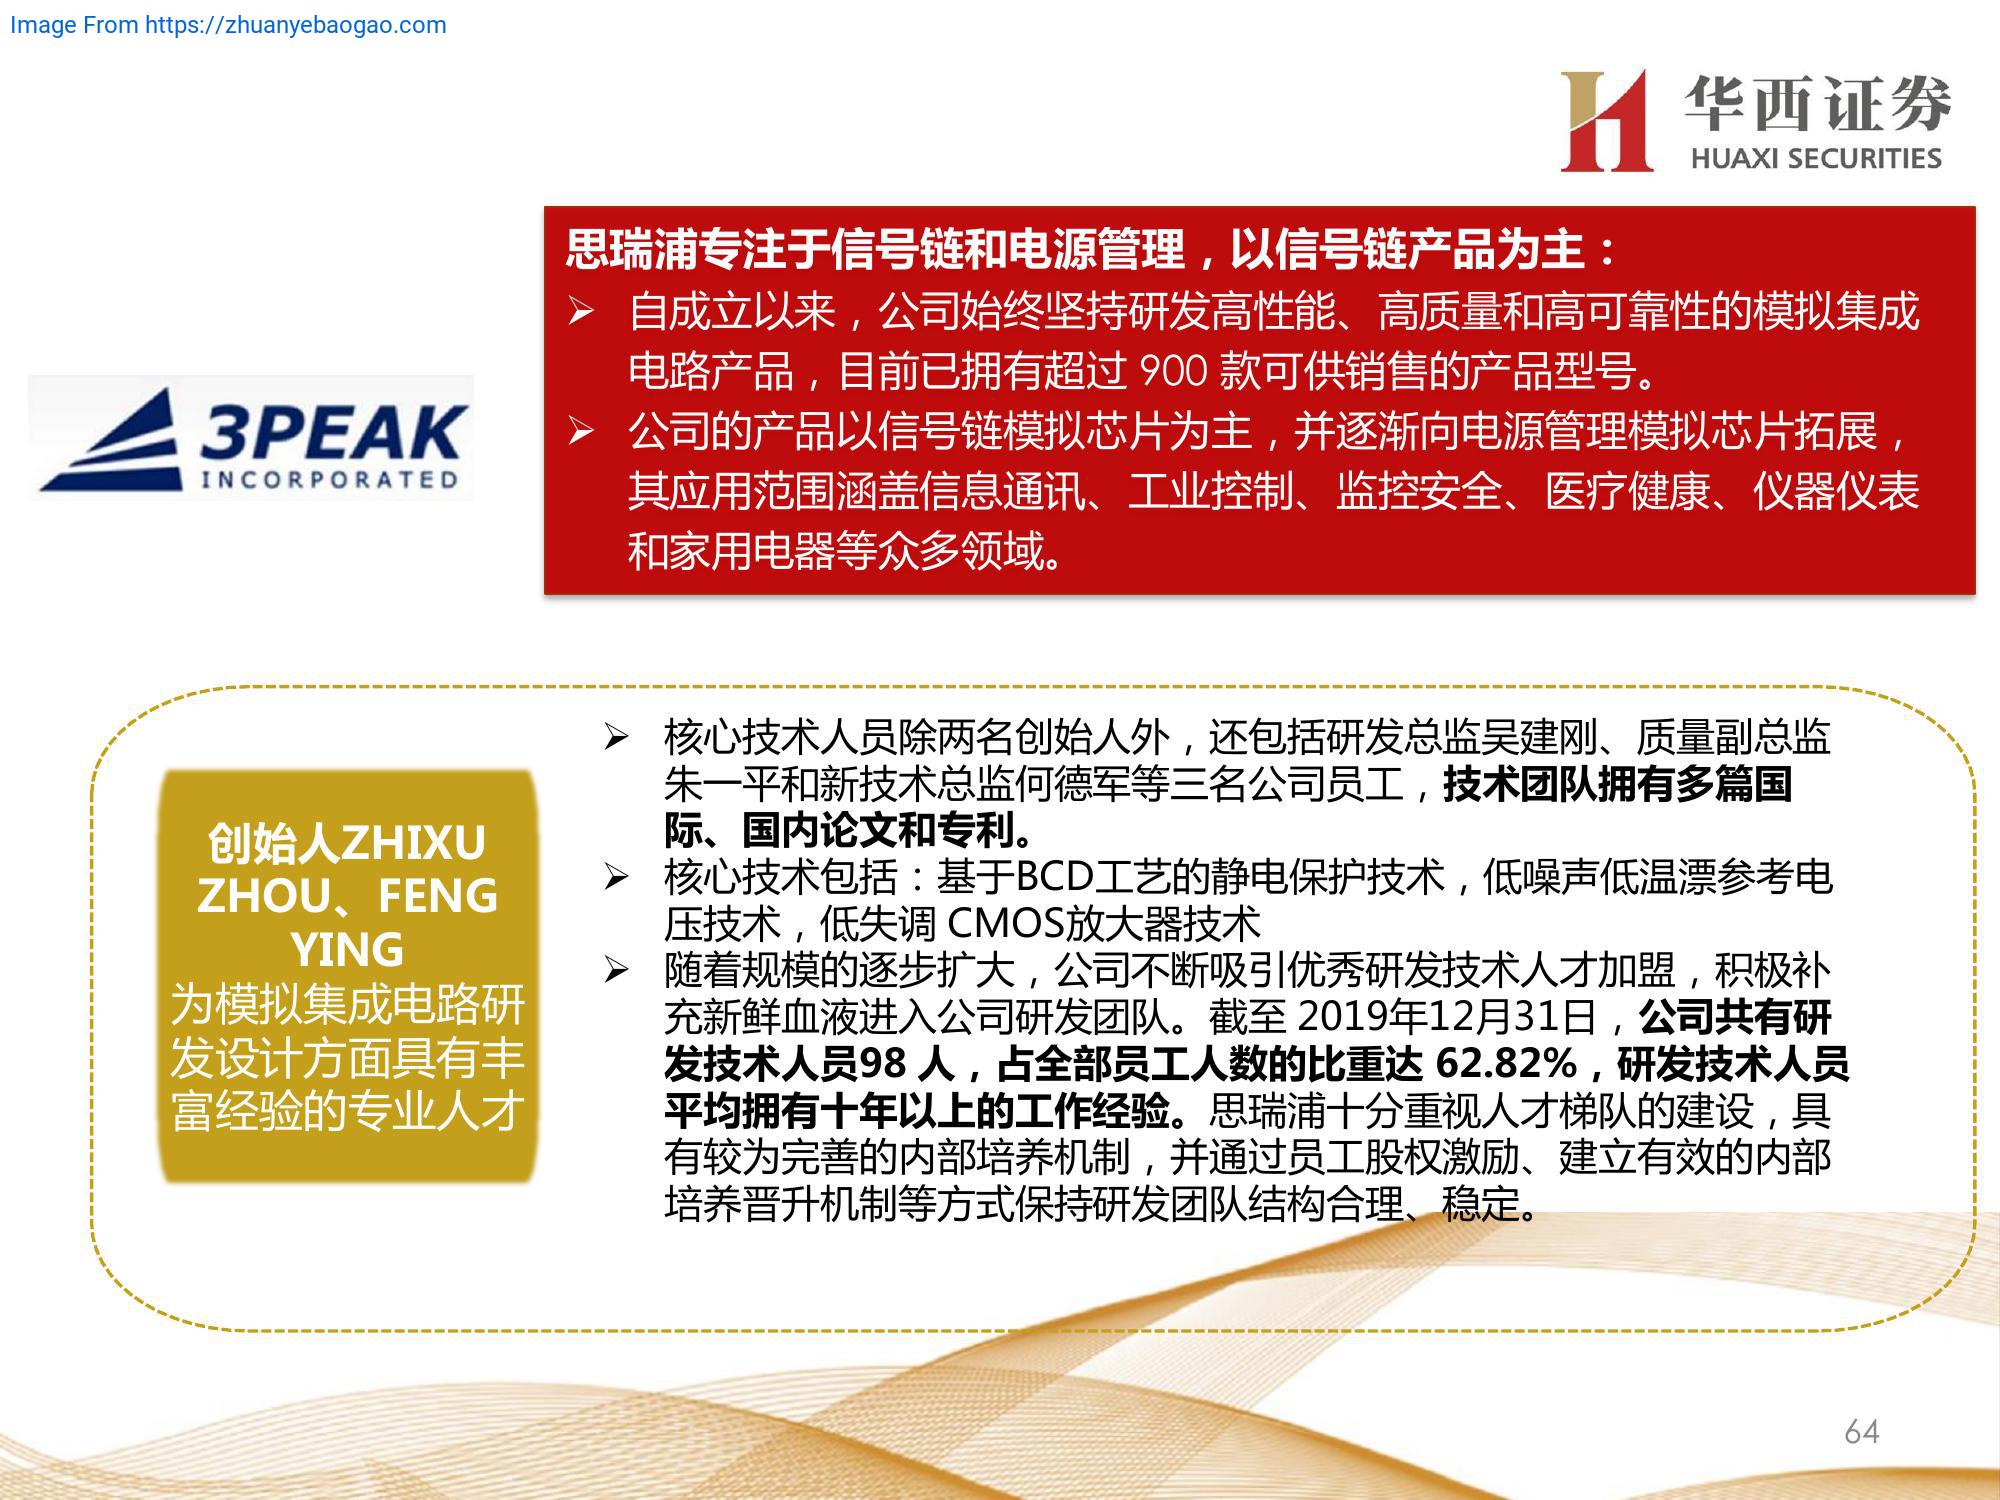 Image From https://zhuanyebaogao.com
华西证券
HUAXI SECURITIES
思瑞浦专注于信号链和电源管理，以信号链产品为主：
➢ 自成立以来，公司始终坚持研发高性能、高质量和高可靠性的模拟集成
电路产品，目前已拥有超过 900 款可供销售的产品型号。
➢ 公司的产品以信号链模拟芯片为主，并逐渐向电源管理模拟芯片拓展，
其应用范围涵盖信息通讯、工业控制、监控安全、医疗健康、仪器仪表
和家用电器等众多领域。
3PEAK
INCORPORATED
创始人ZHIXU
ZHOU、FENG
YING
为模拟集成电路研
发设计方面具有丰
富经验的专业人才
➢ 核心技术人员除两名创始人外，还包括研发总监吴建刚、质量副总监
朱一平和新技术总监何德军等三名公司员工，技术团队拥有多篇国
际、国内论文和专利。
➢ 核心技术包括：基于BCD工艺的静电保护技术，低噪声低温漂参考电
压技术，低失调 CMOS放大器技术
➢ 随着规模的逐步扩大，公司不断吸引优秀研发技术人才加盟，积极补
充新鲜血液进入公司研发团队。截至 2019年12月31日，公司共有研
发技术人员98 人，占全部员工人数的比重达 62.82%，研发技术人员
平均拥有十年以上的工作经验。思瑞浦十分重视人才梯队的建设，具
有较为完善的内部培养机制，并通过员工股权激励、建立有效的内部
培养晋升机制等方式保持研发团队结构合理、稳定。
64